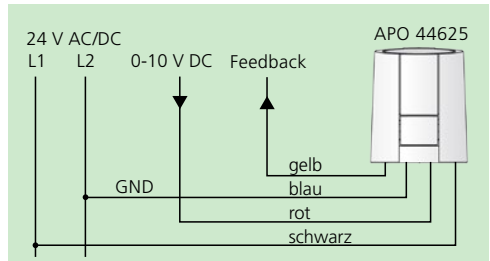 24 V AC/DC
APO 44625
L1 L2 0-10 V DC Feedback
gelb
GND blau
rot
schwarz